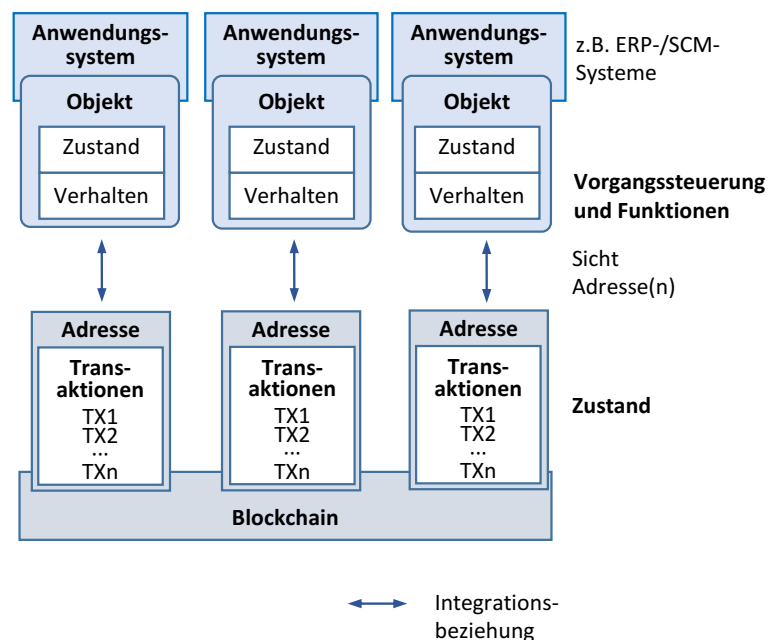 Anwendungs-
system
Anwendungs-
system
Anwendungs-
system
z.B. ERP-/SCM-
Systeme
Objekt
Zustand
Verhalten
Objekt
Zustand
Verhalten
Objekt
Zustand
Verhalten
Vorgangssteuerung
und Funktionen
Sicht
Adresse(n)
Adresse
Trans-
aktionen
TX1
TX2
...
TXn
Adresse
Trans-
aktionen
TX1
TX2
...
TXn
Adresse
Trans-
aktionen
TX1
TX2
...
TXn
Zustand
Blockchain
Integrations-
beziehung